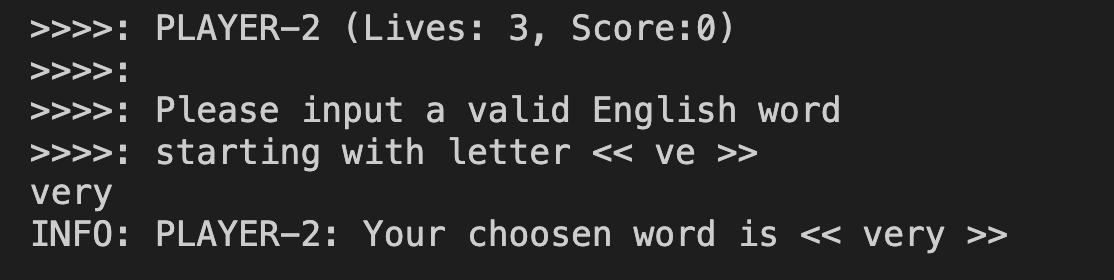 >>>>: PLAYER-2 (Lives: 3, Score:0)
>>>>:
>>>>: Please input a valid English word
>>>>: starting with letter << ve >>
very
INFO: PLAYER-2: Your choosen word is << very >>